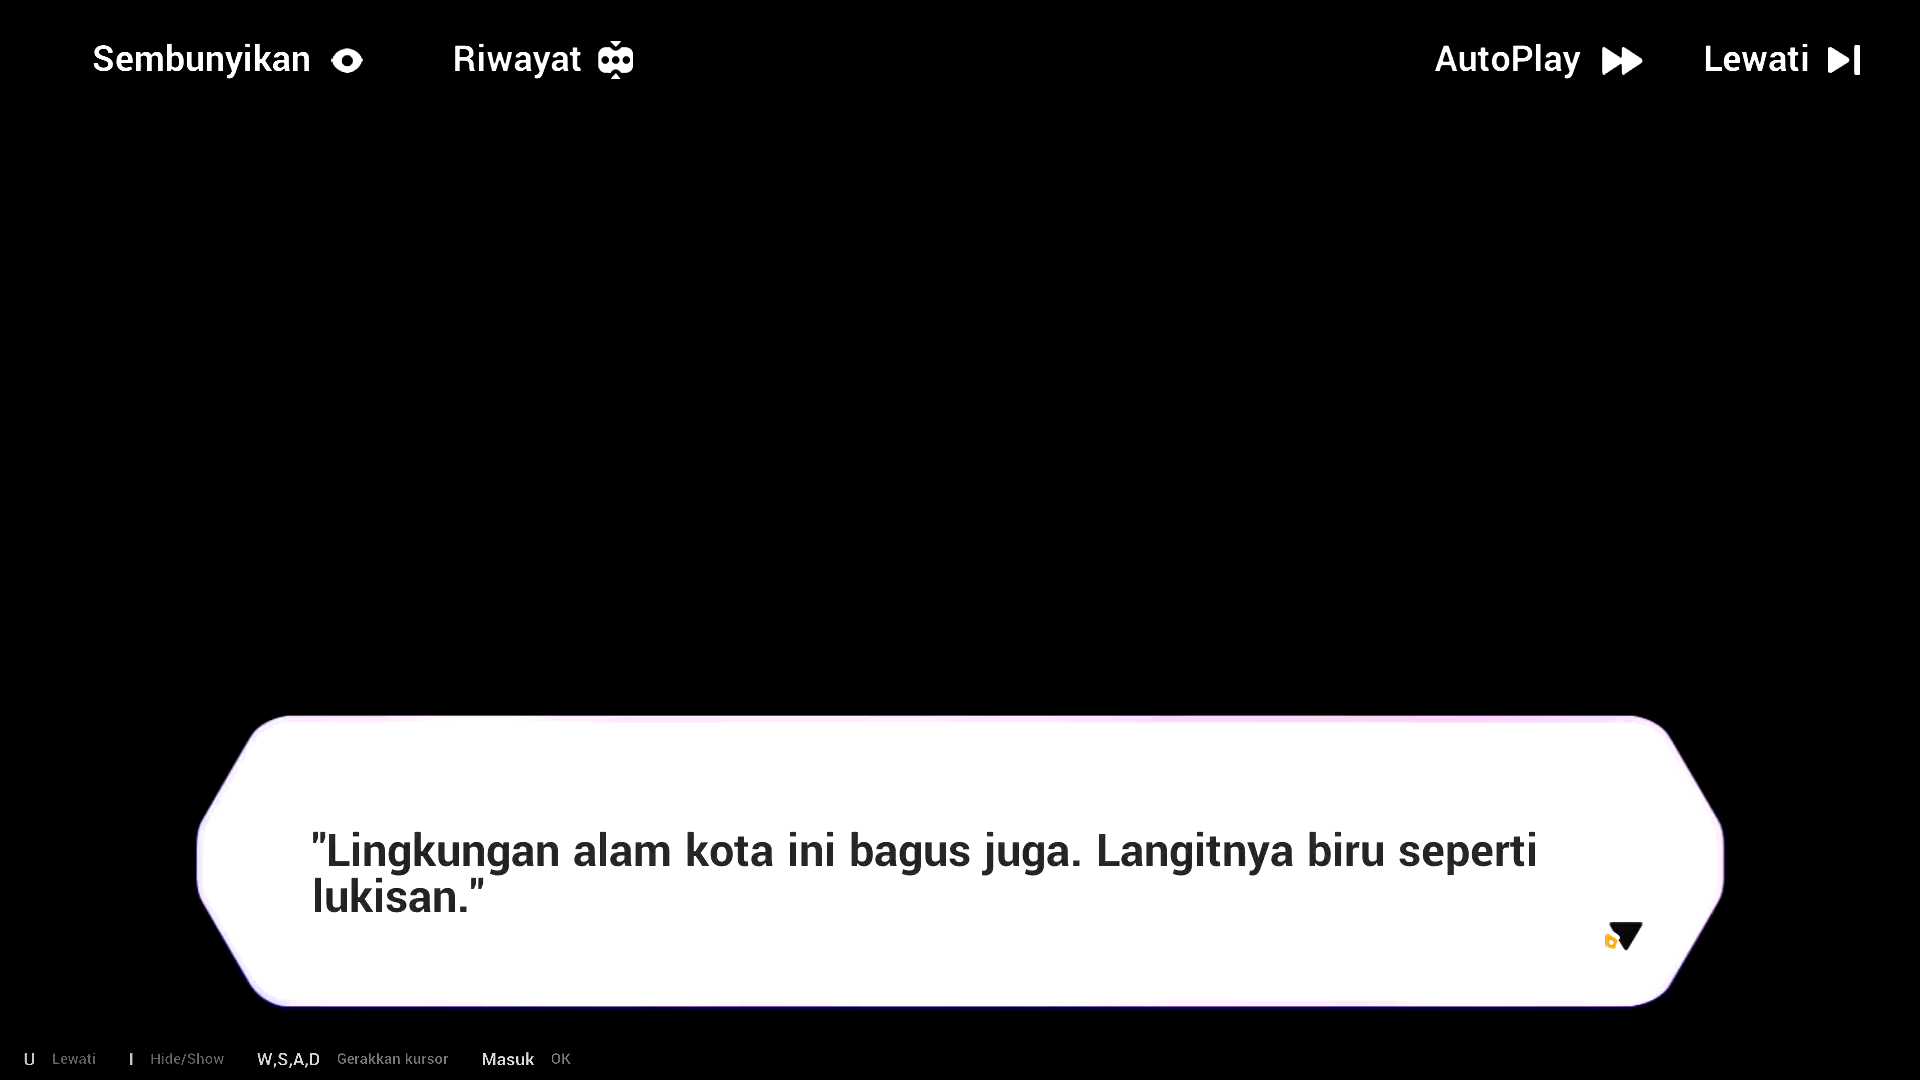 Sembunyikan
Riwayat
AutoPlay
Lewati
"Lingkungan alam kota ini bagus juga. Langitnya biru seperti
lukisan."
U Lewati I Hide/Show W,S,A,D Gerakkan kursor Masuk OK